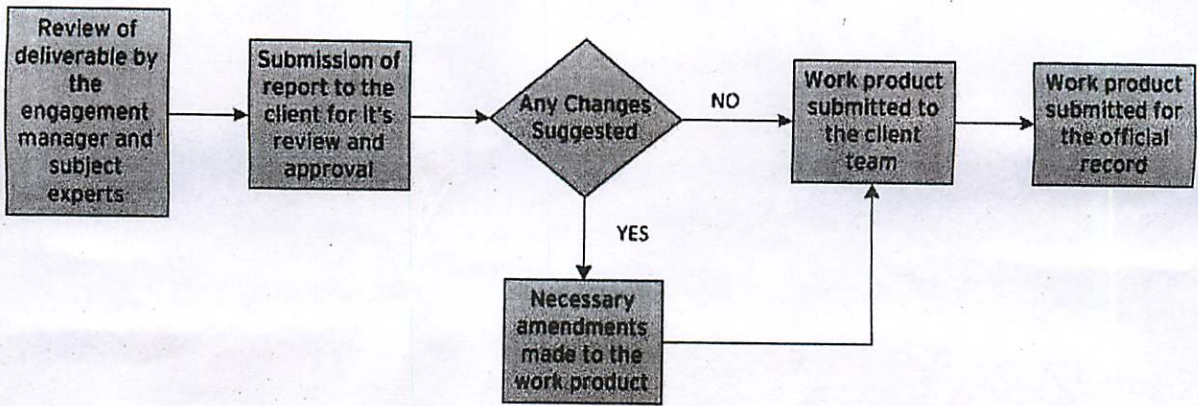 Review of
deliverable by
the
engagement
manager and
subject
experts
Submission of
report to the
client for it's
review and
approval
Any Changes
Suggested
NO
Work product
submitted to
the client
team
Work product
submitted for
the official
record
YES
Necessary
amendments
made to the
work product